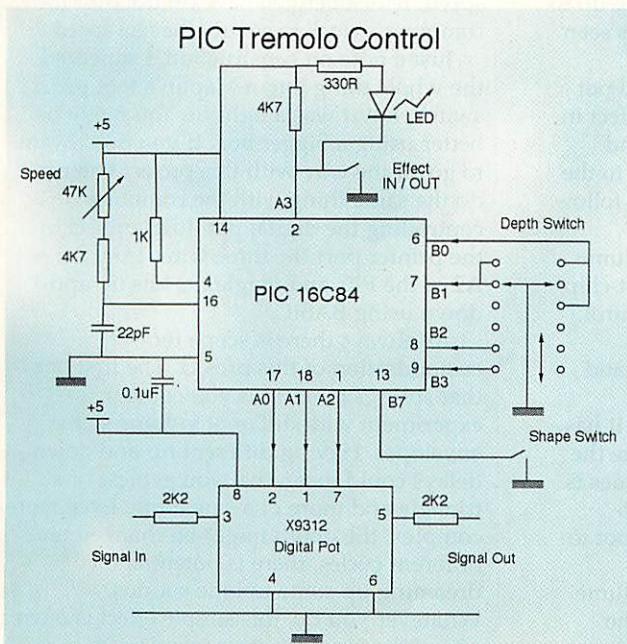 PIC Tremolo Control
330R
4K7
LED
+5
Effect
IN / OUT
Speed
47K
A3
14
2
Depth Switch
6
B0
1K
4
7
B1
4K7
16
PIC 16C84
22pF
B2
8
5
9
B3
17
18
1
13
0.1uF
A0
A1
A2
B7
+5
Shape Switch
8
2
1
7
2K2
3
X9312
Digital Pot
5
2K2
Signal In
Signal Out
4
6